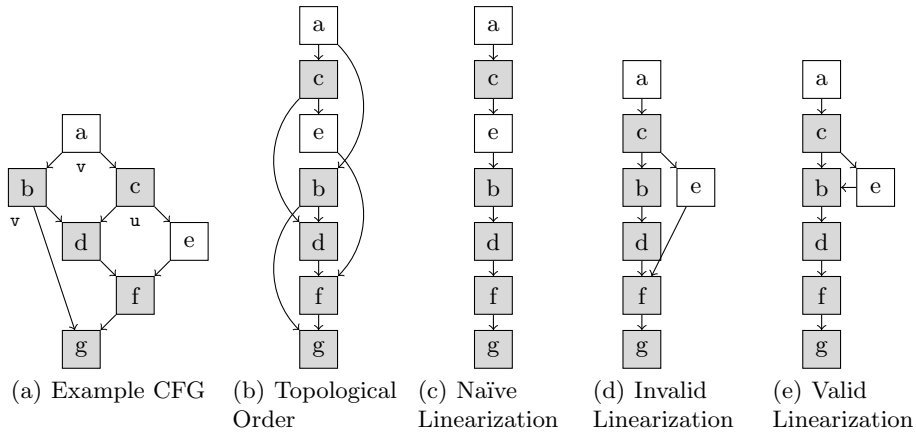 a
b
v
c
v
d
u
e
f
g
(a) Example CFG
a
c
e
b
d
f
g
(b) Topological
Order
a
c
e
b
d
f
g
(c) Naïve
Linearization
a
c
b
e
d
f
g
(d) Invalid
Linearization
a
c
b
e
d
f
g
(e) Valid
Linearization